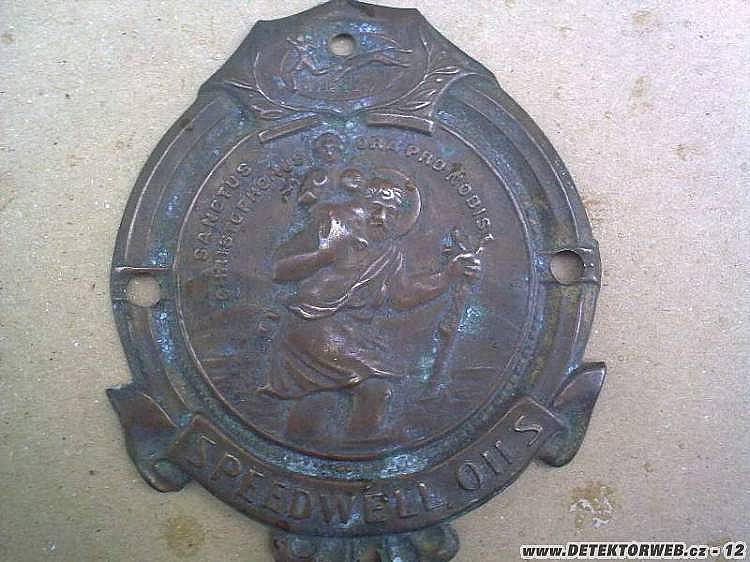 SANCTUS
CHRISTOPHORUS
ORA PRO NOBIS!
SPEEDWELL OILS
www.DETEKTORWEB.cz - 12